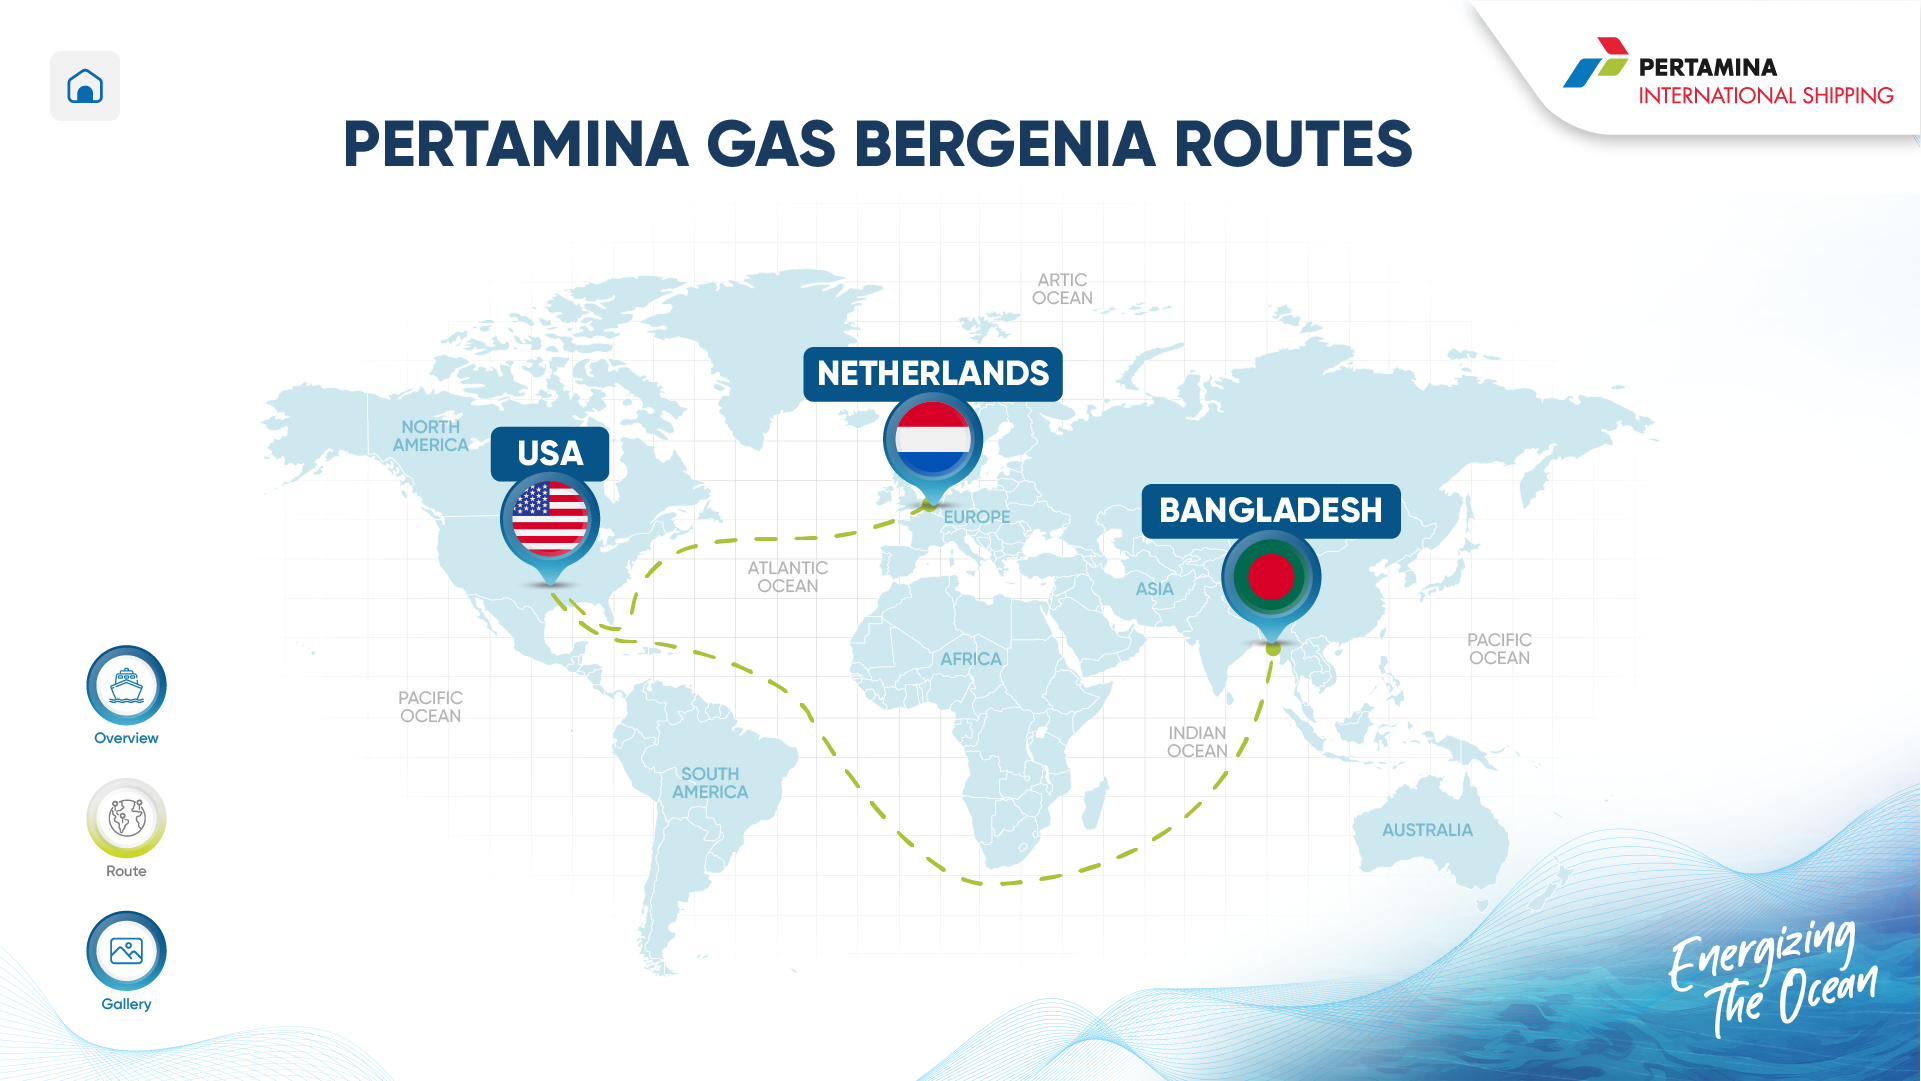 PERTAMINA
INTERNATIONAL SHIPPING
PERTAMINA GAS BERGENIA ROUTES
ARTIC
OCEAN
NETHERLANDS
NORTH
AMERICA
USA
BANGLADESH
EUROPE
ATLANTIC
OCEAN
ASIA
AFRICA
PACIFIC
OCEAN
PACIFIC
OCEAN
INDIAN
OCEAN
SOUTH
AMERICA
AUSTRALIA
Overview
Route
Gallery
Energizing
The Ocean